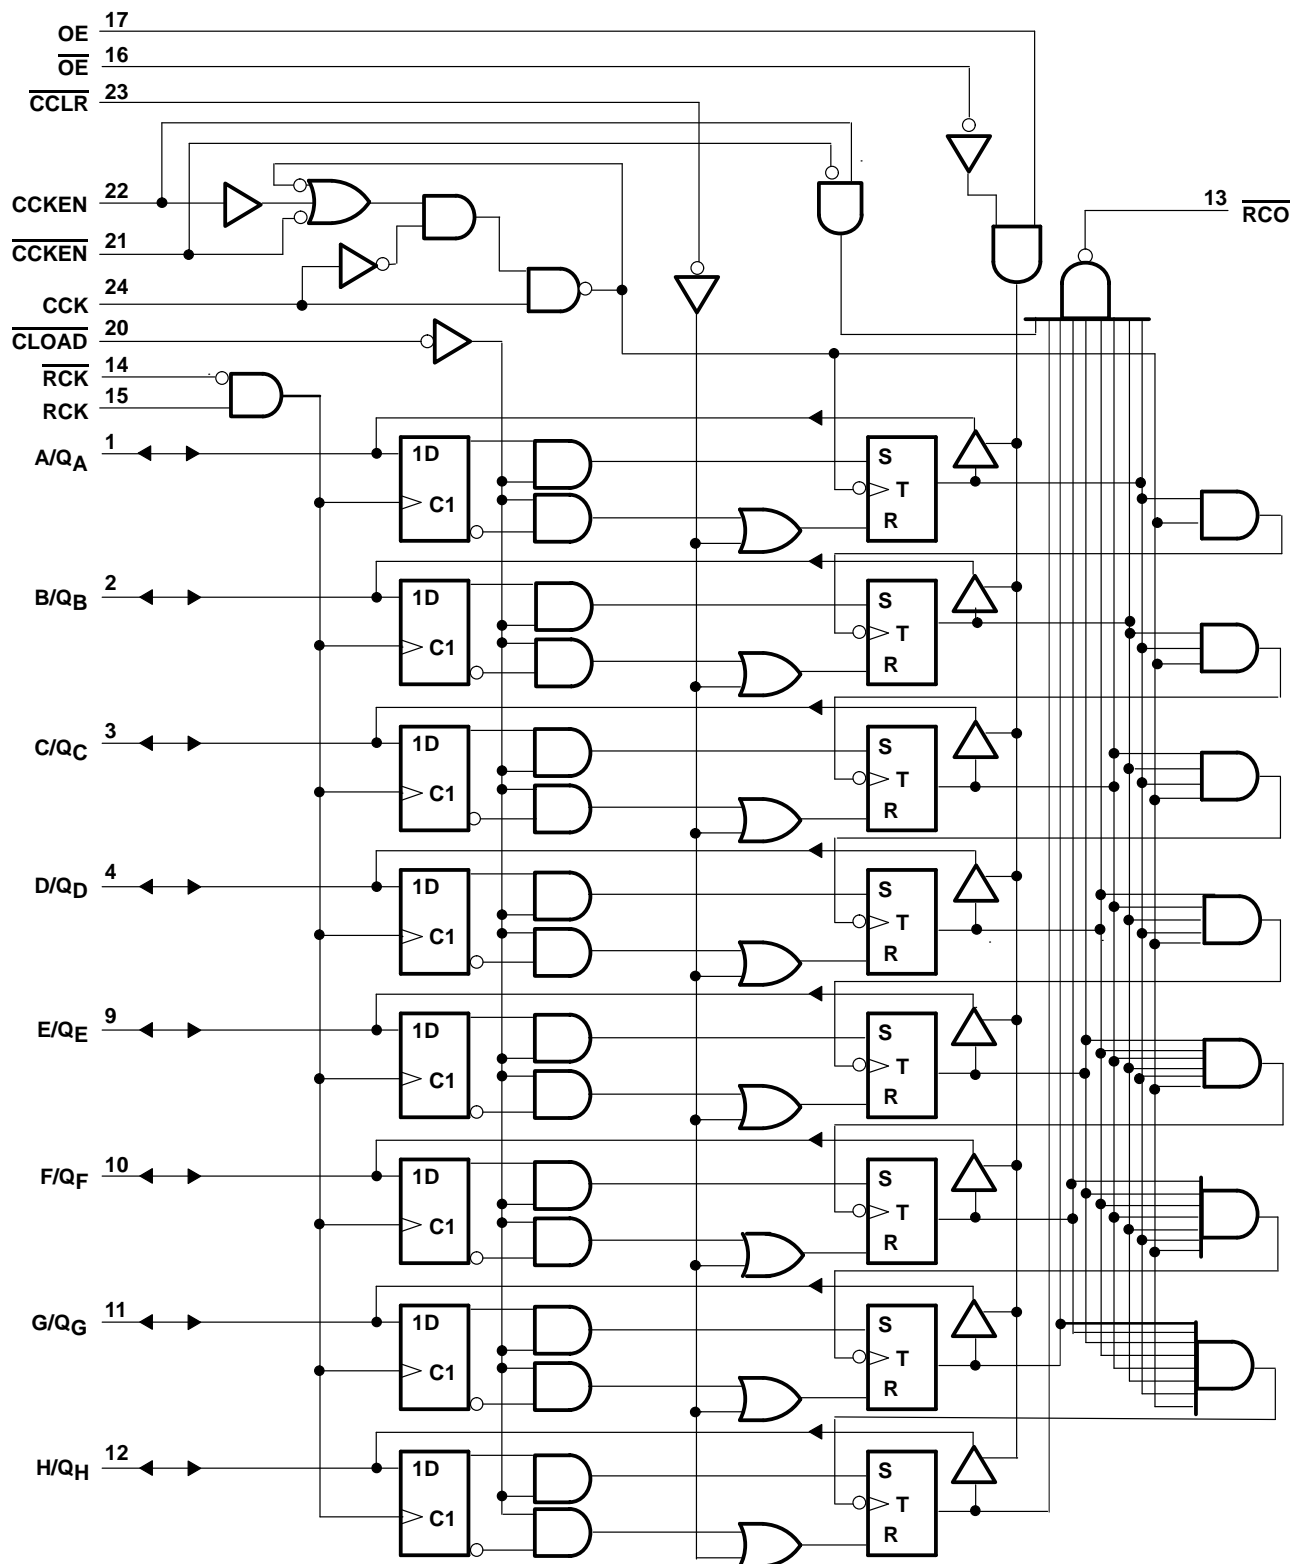 OE 17
OE 16
CCLR 23
CCKEN 22
CCKEN 21
CCK 24
CLOAD 20
RCK 14
RCK 15
13 RCO
A/QA 1
1D
C1
S
T
R
B/QB 2
1D
C1
S
T
R
C/QC 3
1D
C1
S
T
R
D/QD 4
1D
C1
S
T
R
E/QE 9
1D
C1
S
T
R
F/QF 10
1D
C1
S
T
R
G/QG 11
1D
C1
S
T
R
H/QH 12
1D
C1
S
T
R